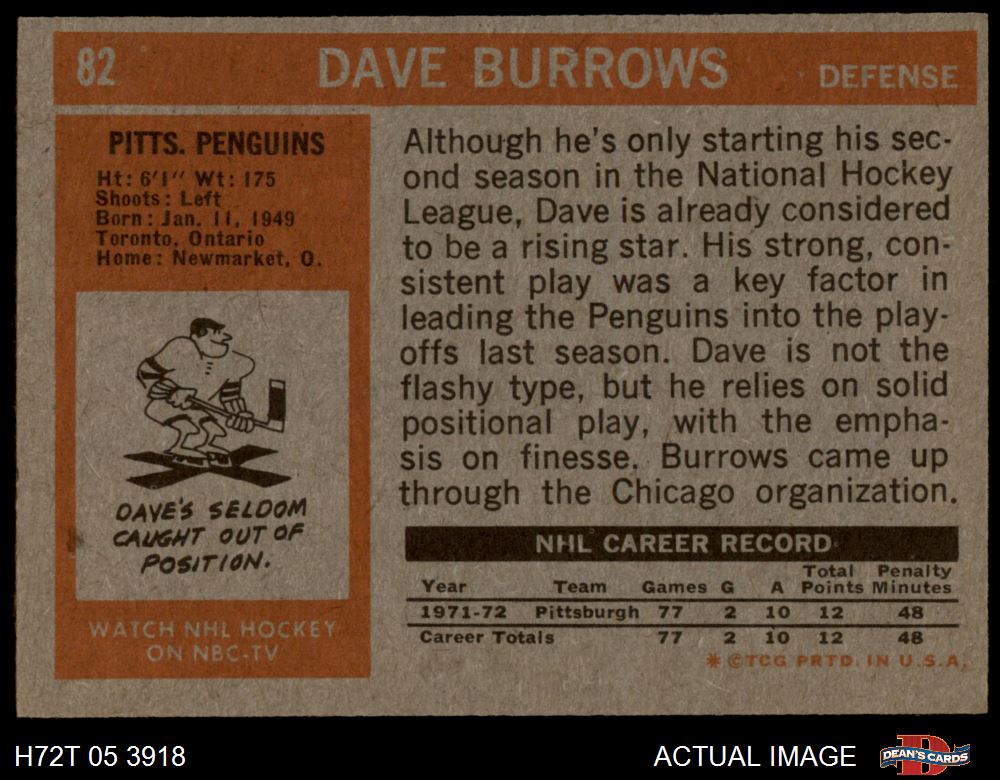 82 DAVE BURROWS DEFENSE
PITTS. PENGUINS
Ht: 6'1" Wt: 175
Shoots: Left
Born: Jan. 11, 1949
Toronto, Ontario
Home: Newmarket, O.
DAVE'S SELDOM
CAUGHT OUT OF
POSITION.
WATCH NHL HOCKEY
ON NBC-TV
Although he's only starting his sec-
ond season in the National Hockey
League, Dave is already considered
to be a rising star. His strong, con-
sistent play was a key factor in
leading the Penguins into the play-
offs last season. Dave is not the
flashy type, but he relies on solid
positional play, with the empha-
sis on finesse. Burrows came up
through the Chicago organization.
NHL CAREER RECORD
Total Penalty
Year Team Games G A Points Minutes
1971-72 Pittsburgh 77 2 10 12 48
Career Totals 77 2 10 12 48
* ©TCG PRTD. IN U.S.A.
H72T 05 3918 ACTUAL IMAGE DEAN'S CARDS